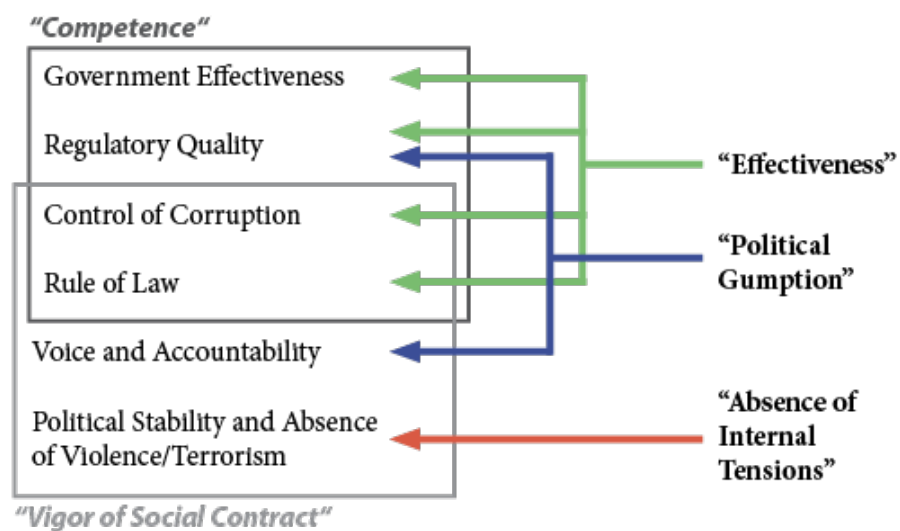 “Competence“
Government Effectiveness
Regulatory Quality
Control of Corruption
Rule of Law
Voice and Accountability
Political Stability and Absence
of Violence/Terrorism
“Vigor of Social Contract“
“Effectiveness”
“Political
Gumption”
“Absence of
Internal
Tensions”